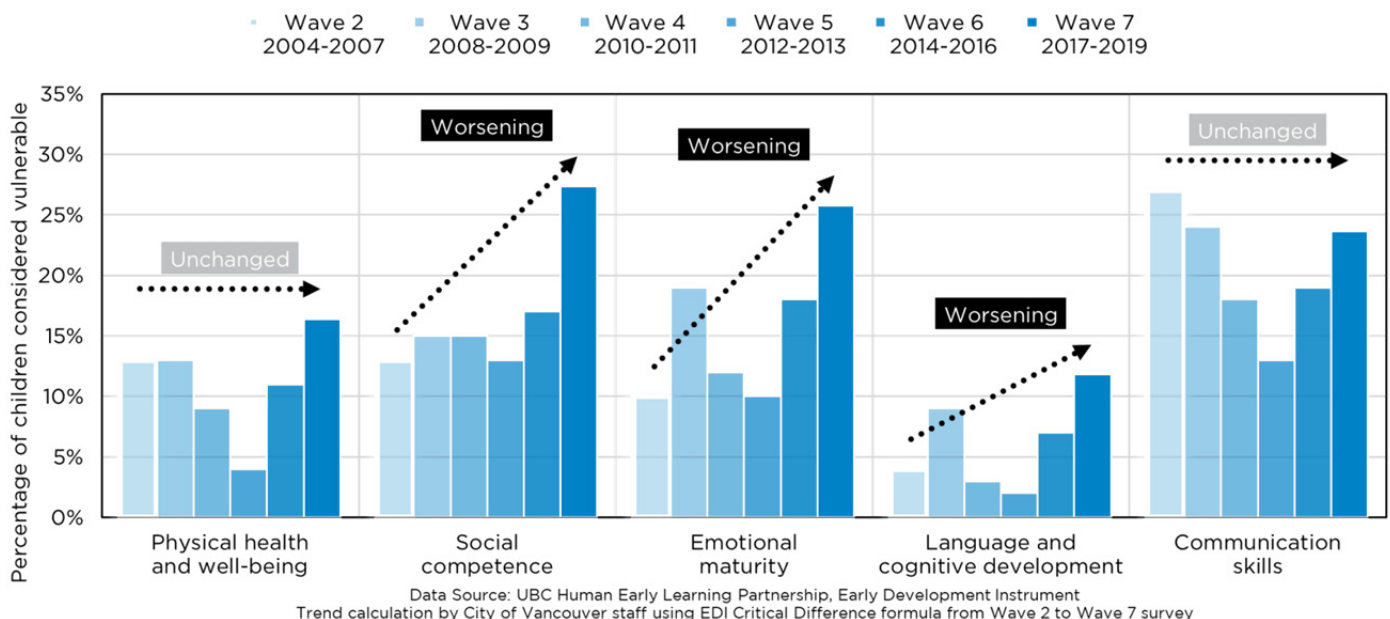 Wave 2 Wave 3 Wave 4 Wave 5 Wave 6 Wave 7
2004-2007 2008-2009 2010-2011 2012-2013 2014-2016 2017-2019
Percentage of children considered vulnerable
35%
30%
25%
20%
15%
10%
5%
0%
Unchanged
Worsening
Worsening
Worsening
Unchanged
Physical health
and well-being
Social
competence
Emotional
maturity
Language and
cognitive development
Communication
skills
Data Source: UBC Human Early Learning Partnership, Early Development Instrument
Trend calculation by City of Vancouver staff using EDI Critical Difference formula from Wave 2 to Wave 7 survey